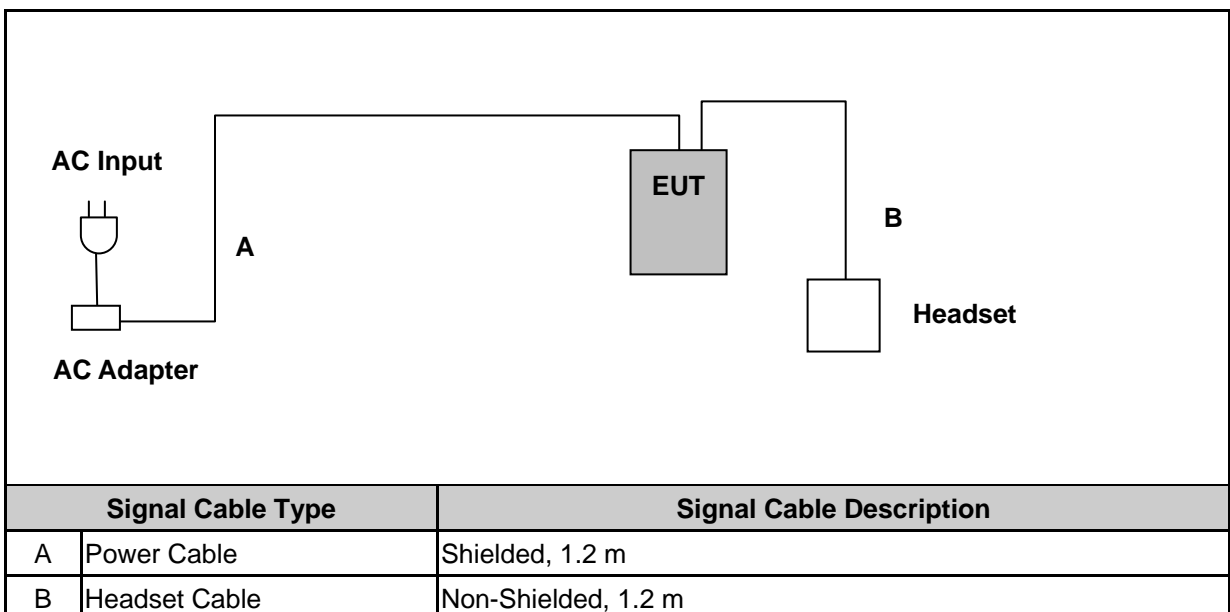 AC Input
EUT
A
B
Headset
AC Adapter
Signal Cable Type Signal Cable Description
A Power Cable Shielded, 1.2 m
B Headset Cable Non-Shielded, 1.2 m